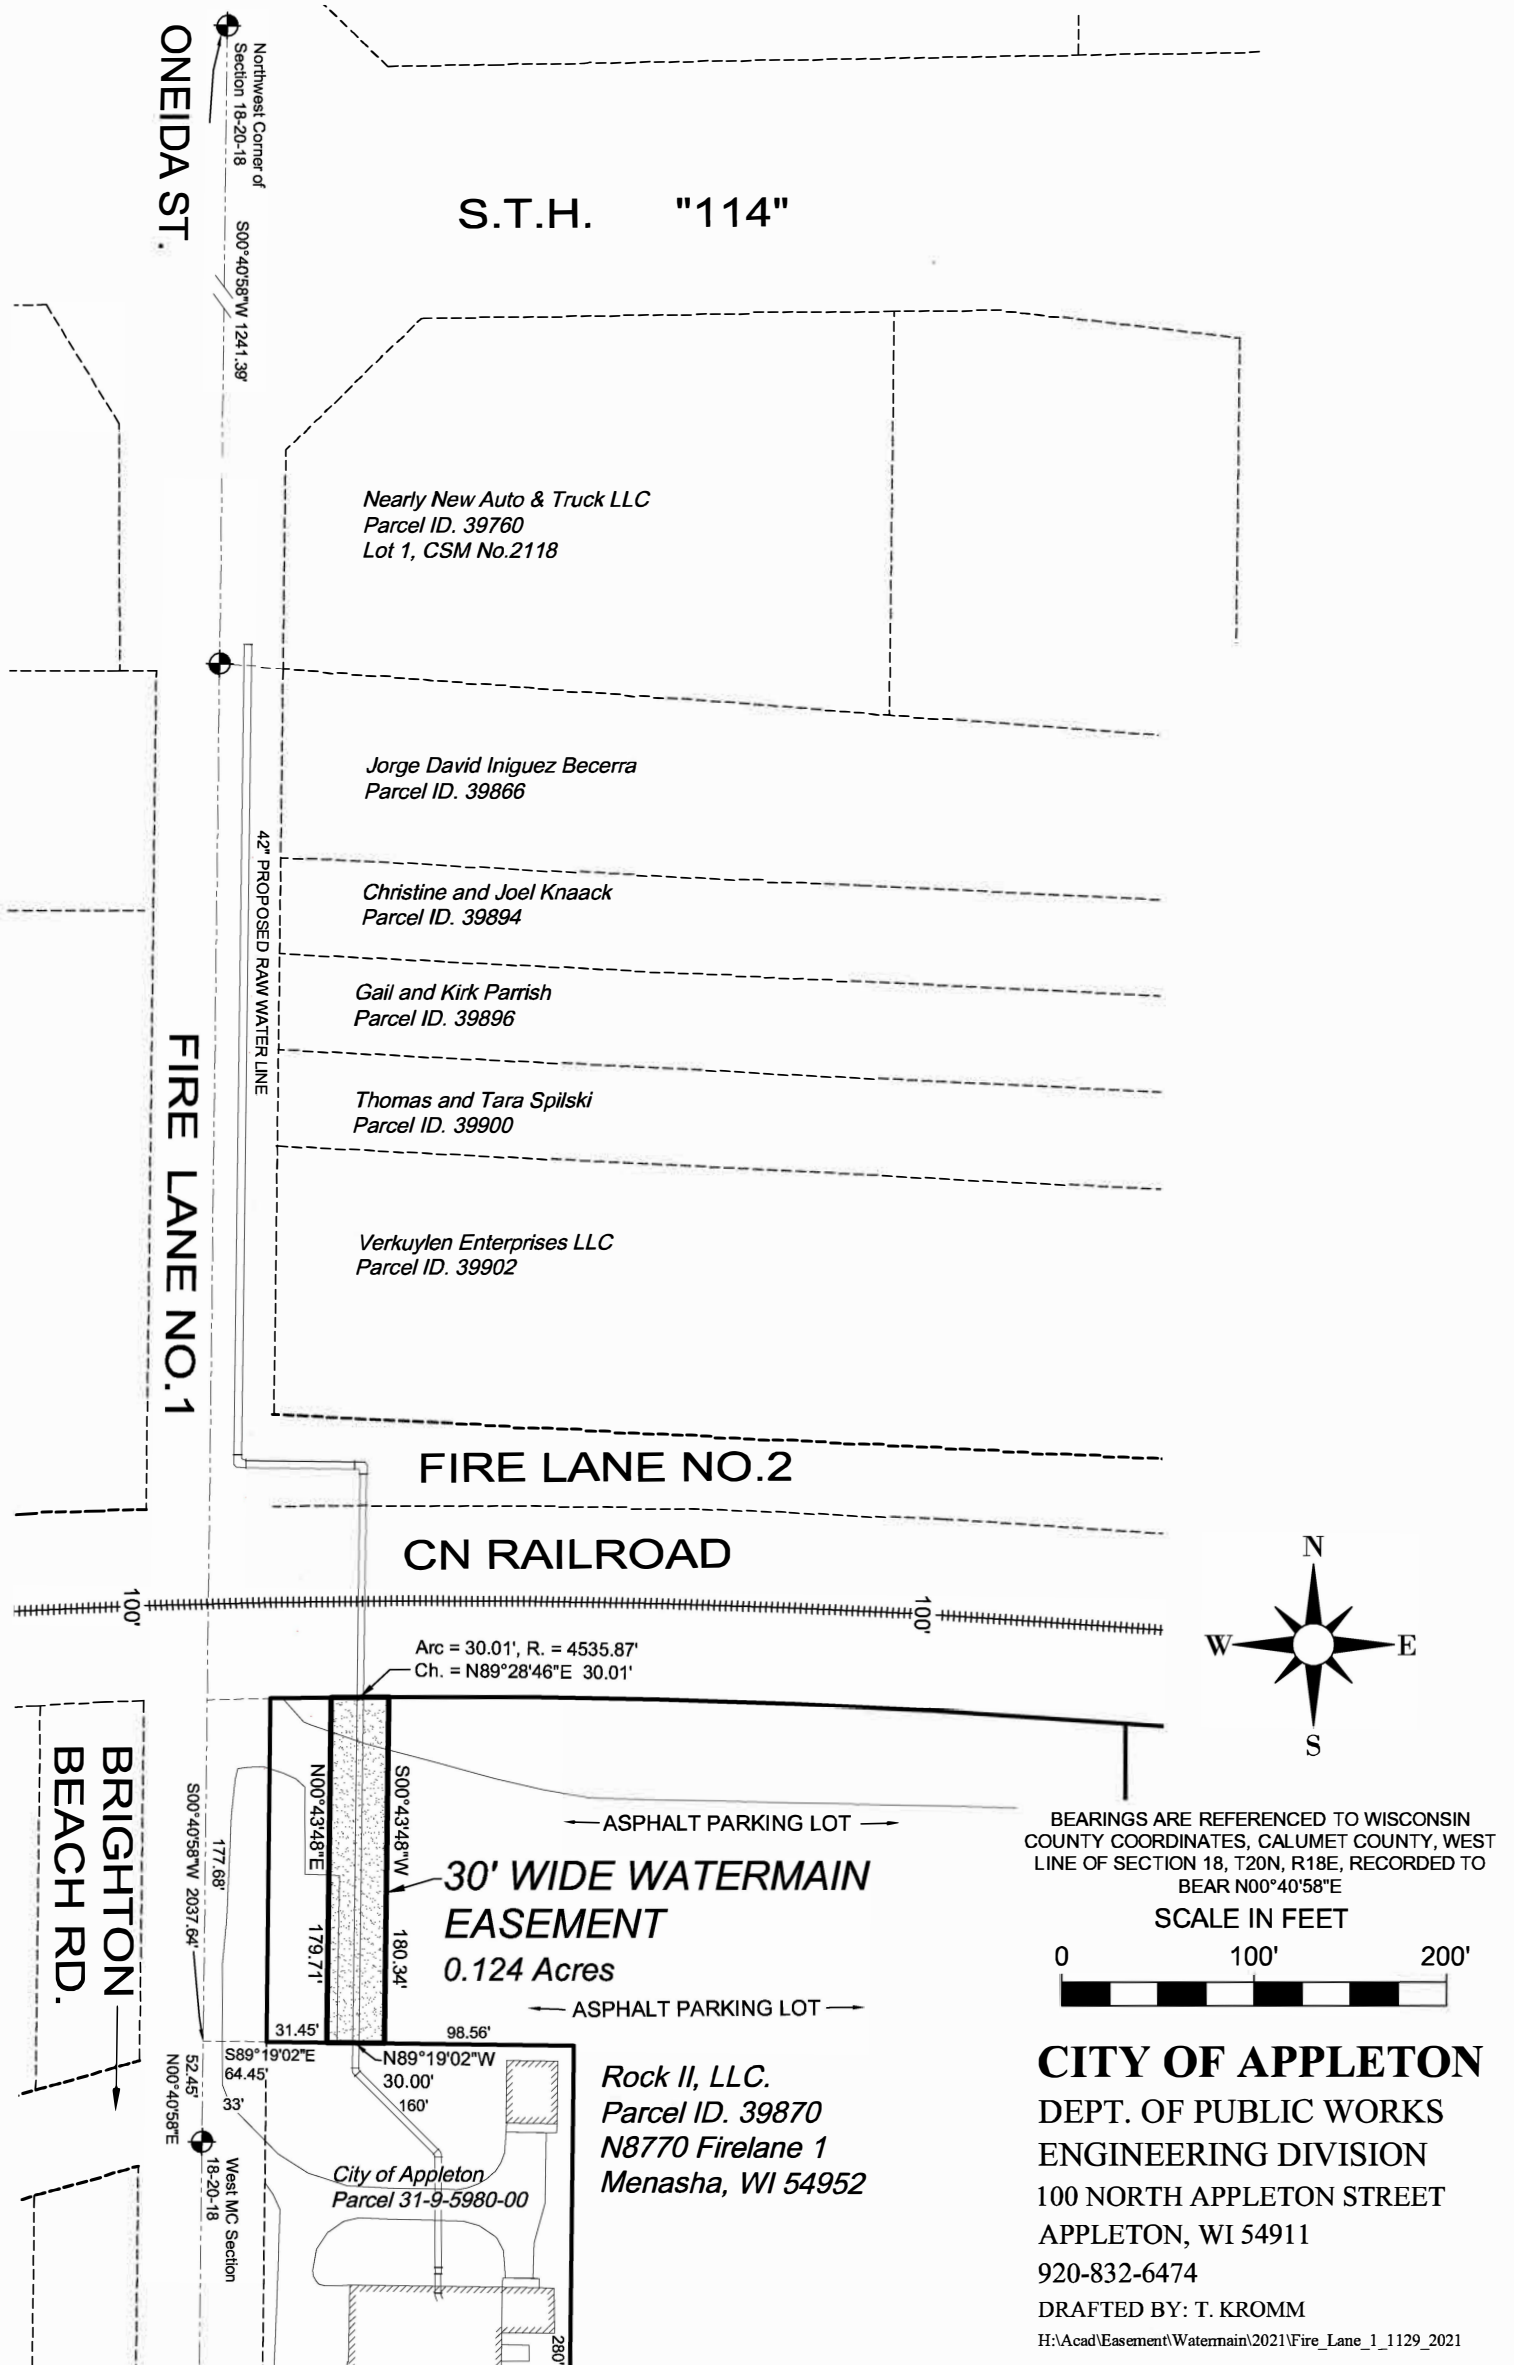 ONEIDA ST.
Northwest Corner of
Section 18-20-18
S00°40'58"W 1241.39'
S.T.H. "114"
Nearly New Auto & Truck LLC
Parcel ID. 39760
Lot 1, CSM No.2118
Jorge David Iniguez Becerra
Parcel ID. 39866
42" PROPOSED RAW WATER LINE
Christine and Joel Knaack
Parcel ID. 39894
Gail and Kirk Parrish
Parcel ID. 39896
Thomas and Tara Spilski
Parcel ID. 39900
FIRE LANE NO.1
Verkuylen Enterprises LLC
Parcel ID. 39902
FIRE LANE NO.2
CN RAILROAD
100'
100'
Arc = 30.01', R. = 4535.87'
Ch. = N89°28'46"E 30.01'
N
W
E
S
BRIGHTON
BEACH RD.
S00°40'58"W 2037.64'
177.68'
N00°43'48"E
179.71'
S00°43'48"W
180.34'
ASPHALT PARKING LOT
30' WIDE WATERMAIN
EASEMENT
0.124 Acres
ASPHALT PARKING LOT
31.45'
98.56'
S89°19'02"E
64.45'
33'
N89°19'02"W
30.00'
160'
52.45'
N00°40'58"E
West MC Section
18-20-18
City of Appleton
Parcel 31-9-5980-00
280'
Rock II, LLC.
Parcel ID. 39870
N8770 Firelane 1
Menasha, WI 54952
BEARINGS ARE REFERENCED TO WISCONSIN
COUNTY COORDINATES, CALUMET COUNTY, WEST
LINE OF SECTION 18, T20N, R18E, RECORDED TO
BEAR N00°40'58"E
SCALE IN FEET
0 100' 200'
CITY OF APPLETON
DEPT. OF PUBLIC WORKS
ENGINEERING DIVISION
100 NORTH APPLETON STREET
APPLETON, WI 54911
920-832-6474
DRAFTED BY: T. KROMM
H:\Acad\Easement\Watermain\2021\Fire_Lane_1_1129_2021